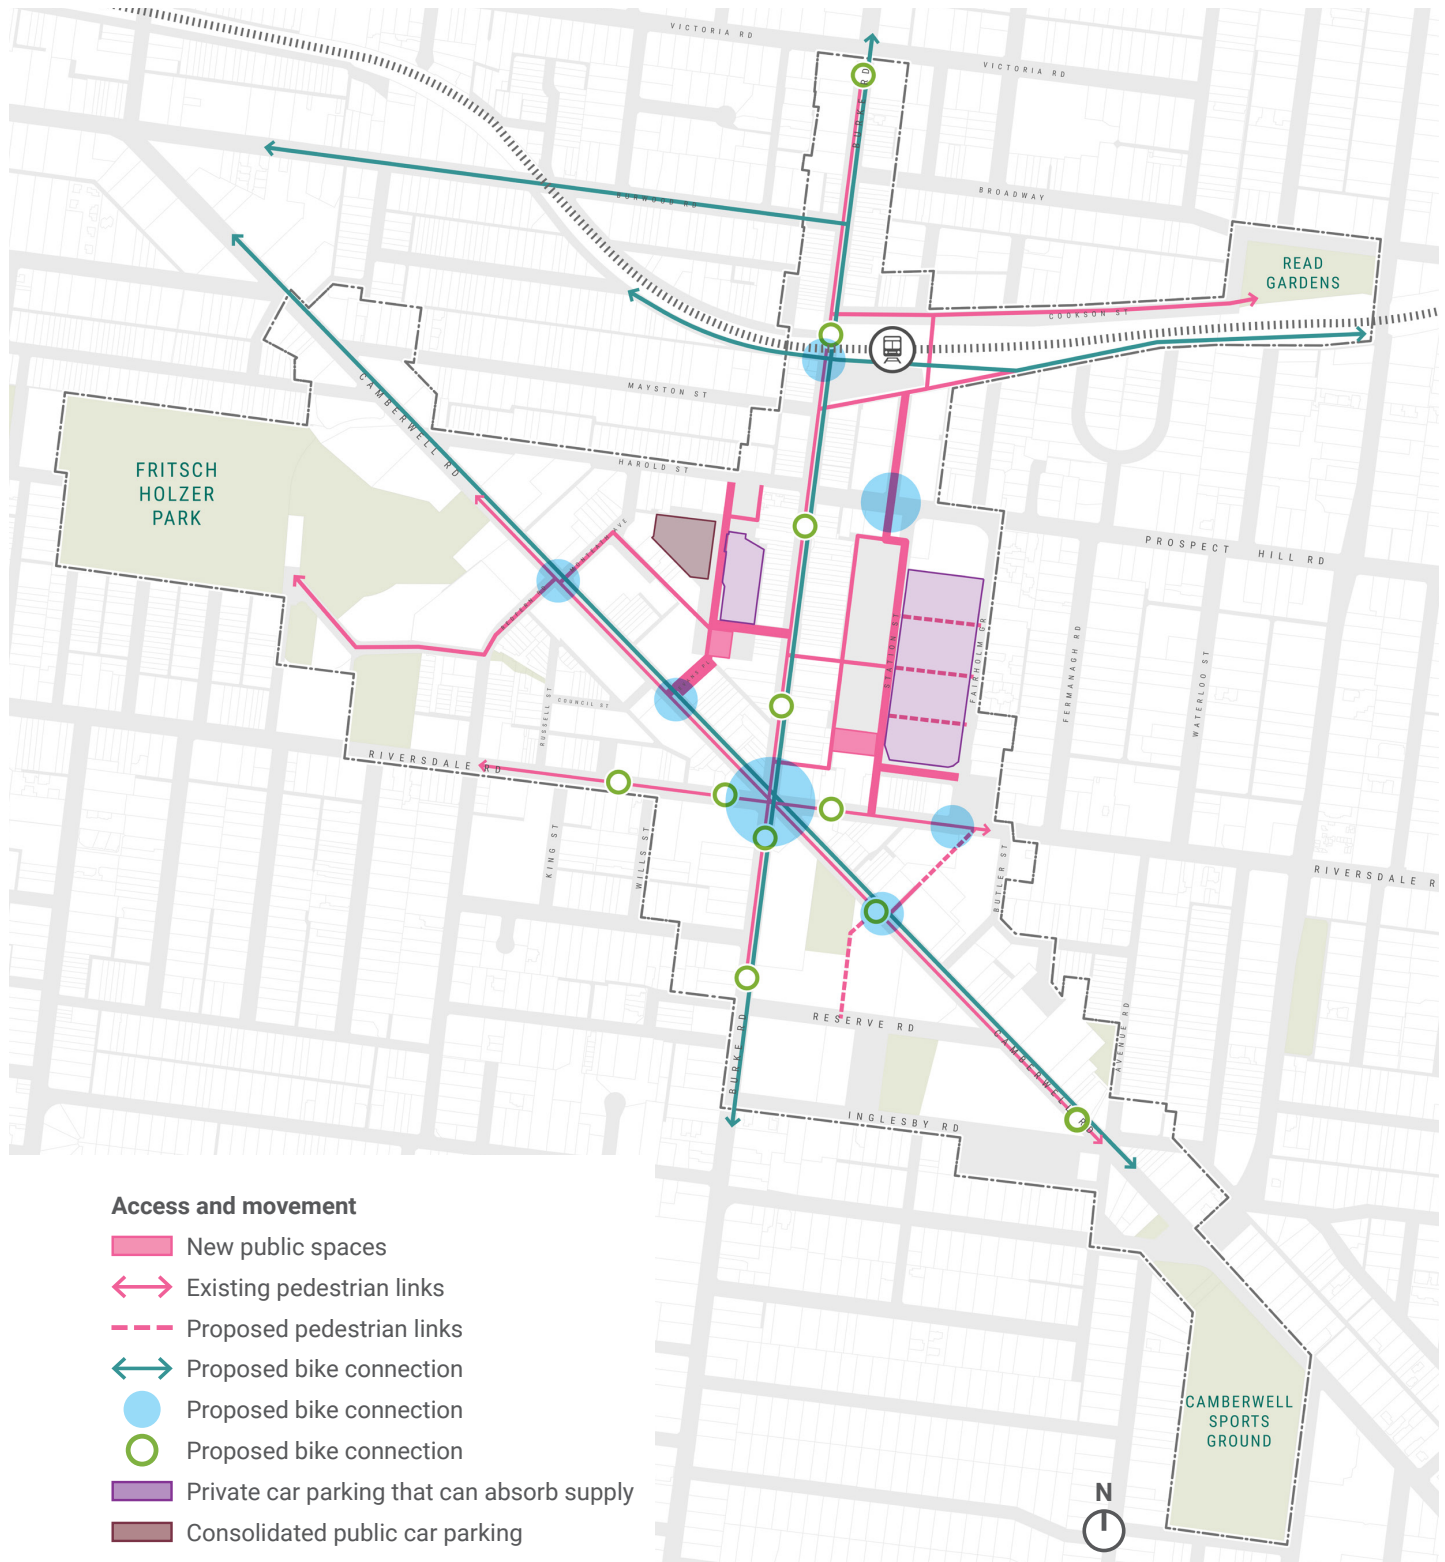 VICTORIA RD
VICTORIA RD
BURKE RD
BROADWAY
BURWOOD RD
READ
GARDENS
COOKSON ST
MAYSTON ST
CAMBERWELL RD
HAROLD ST
FRITSCH
HOLZER
PARK
PROSPECT HILL RD
STATION ST
FAIRHOLM GR
FERMANAGH RD
WATERLOO ST
RUSSELL ST
COUNCIL ST
RIVERSDALE RD
KING ST
WILLS ST
BUTLER ST
RIVERSDALE R
RESERVE RD
BURKE RD
CAMBERWELL RD
AVENUE RD
INGLESBY RD
Access and movement
New public spaces
Existing pedestrian links
Proposed pedestrian links
Proposed bike connection
Proposed bike connection
Proposed bike connection
Private car parking that can absorb supply
Consolidated public car parking
CAMBERWELL
SPORTS
GROUND
N